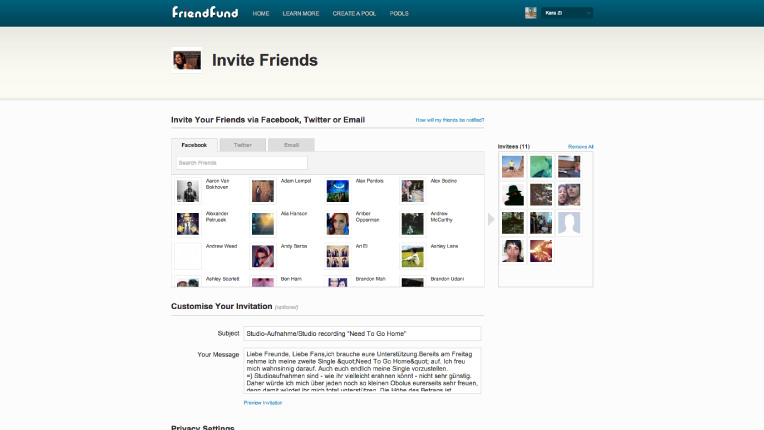 FriendFund HOME LEARN MORE CREATE A POOL POOLS Kara El
Invite Friends
Invite Your Friends via Facebook, Twitter or Email How will my friends be notified?
Facebook Twitter Email
Invitees (11) Remove All
Search Friends
Aaron Van Bokhoven Adam Lempel Alex Perdois Alex Sodine
Alexander Petrusek Alia Hanson Amber Opperman Andrew McCarthy
Andrew Weed Andy Barba Ari El Ashley Lane
Ashley Scarlett Ben Ham Brandon Mah Brandon Udani
Customise Your Invitation (optional)
Subject Studio-Aufnahme/Studio recording "Need To Go Home"
Your Message Liebe Freunde, Liebe Fans,ich brauche eure Unterstützung.Bereits am Freitag
nehme ich meine zweite Single &quot;Need To Go Home&quot; auf. Ich freu
mich wahnsinnig darauf. Auch euch endlich meine Single vorzustellen.
=) Studioaufnahmen sind - wie ihr vielleicht erahnen könnt - nicht sehr günstig.
Daher würde ich mich über jeden noch so kleinen Obolus eurerseits sehr freuen,
denn damit würdet ihr mich total unterstützen. Die Höhe des Betrags ist
Preview Invitation
Privacy Settings